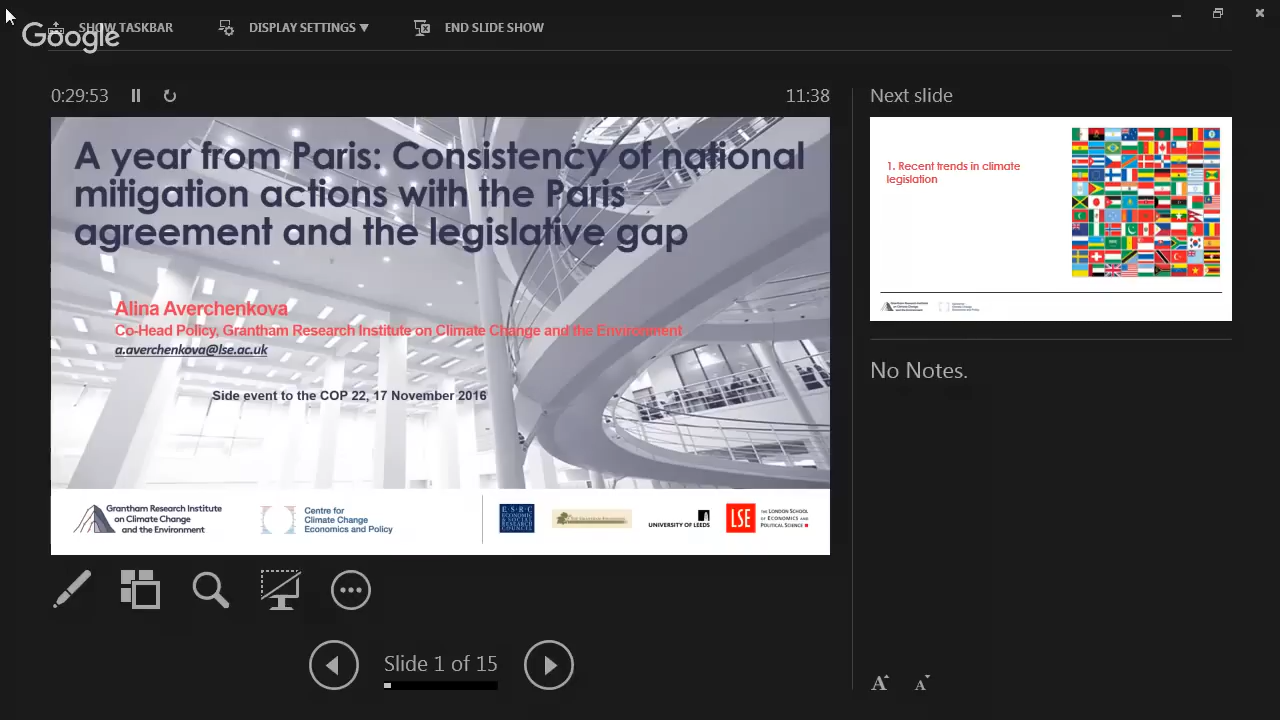 SHOW TASKBAR
DISPLAY SETTINGS
END SLIDE SHOW
Google
0:29:53
11:38
A year from Paris: Consistency of national
mitigation actions with the Paris
agreement and the legislative gap
Alina Averchenkova
Co-Head Policy, Grantham Research Institute on Climate Change and the Environment
a.averchenkova@lse.ac.uk
Side event to the COP 22, 17 November 2016
Grantham Research Institute
on Climate Change
and the Environment
Centre for
Climate Change
Economics and Policy
E·S·R·C
ECONOMIC
& SOCIAL
RESEARCH
COUNCIL
UNIVERSITY OF LEEDS
LSE
THE LONDON SCHOOL
OF ECONOMICS AND
POLITICAL SCIENCE
Slide 1 of 15
Next slide
1. Recent trends in climate
legislation
No Notes.
A
A